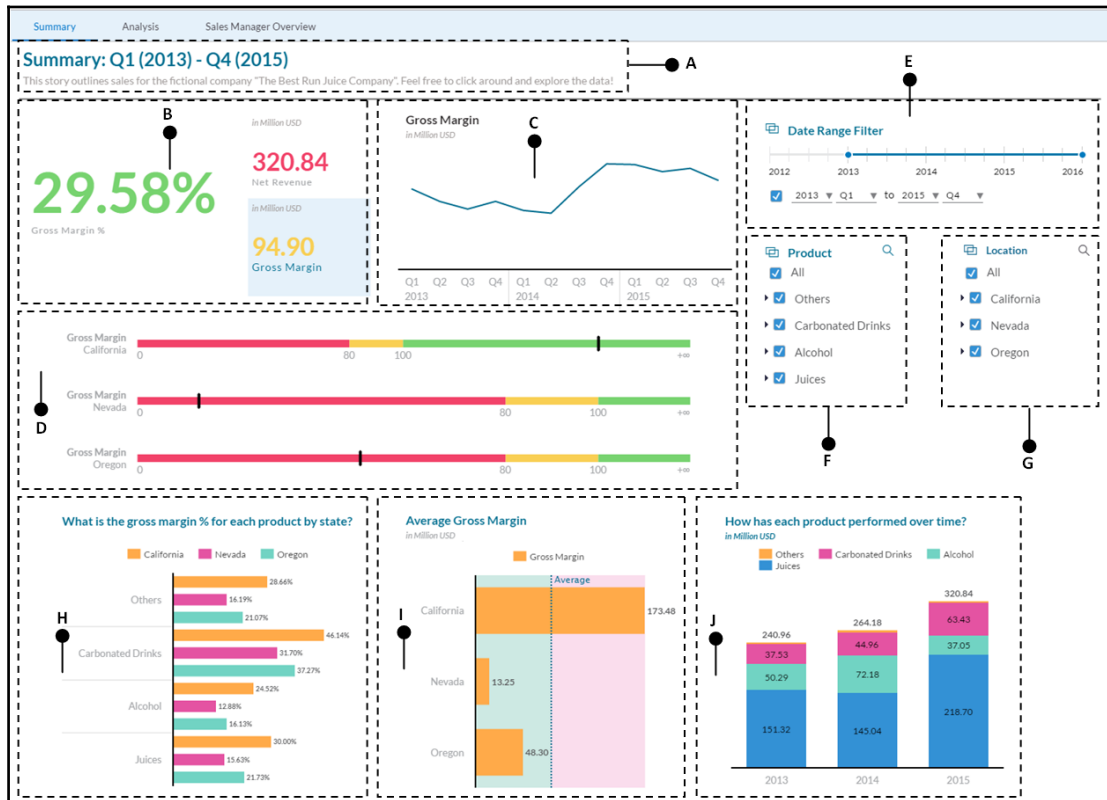 Summary Analysis Sales Manager Overview
Summary: Q1 (2013) - Q4 (2015)
This story outlines sales for the fictional company "The Best Run Juice Company". Feel free to click around and explore the data!
A
B
29.58%
Gross Margin %
in Million USD
320.84
Net Revenue
in Million USD
94.90
Gross Margin
Gross Margin
in Million USD
C
Q1 Q2 Q3 Q4 Q1 Q2 Q3 Q4 Q1 Q2 Q3 Q4
2013 2014 2015
E
Date Range Filter
2012 2013 2014 2015 2016
2013 Q1 to 2015 Q4
Product
All
Others
Carbonated Drinks
Alcohol
Juices
F
Location
All
California
Nevada
Oregon
G
D
Gross Margin
California
0 80 100 +∞
Gross Margin
Nevada
0 80 100 +∞
Gross Margin
Oregon
0 80 100 +∞
H
What is the gross margin % for each product by state?
California Nevada Oregon
Others
28.66%
16.19%
21.07%
Carbonated Drinks
46.14%
31.70%
37.27%
Alcohol
24.52%
12.88%
16.13%
Juices
30.00%
15.63%
21.73%
I
Average Gross Margin
in Million USD
Gross Margin
Average
California 173.48
Nevada 13.25
Oregon 48.30
J
How has each product performed over time?
in Million USD
Others Carbonated Drinks Alcohol
Juices
240.96
37.53
50.29
151.32
2013
264.18
44.96
72.18
145.04
2014
320.84
63.43
37.05
218.70
2015